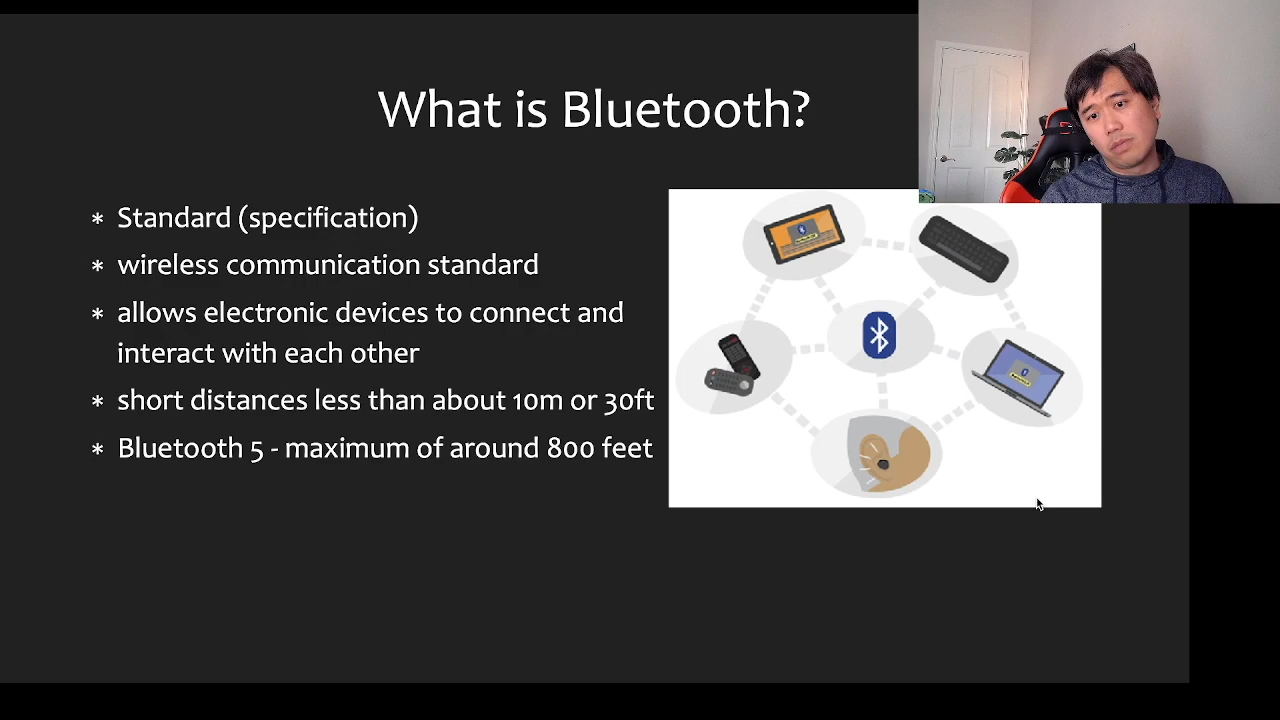 What is Bluetooth?
* Standard (specification)
* wireless communication standard
* allows electronic devices to connect and
interact with each other
* short distances less than about 10m or 30ft
* Bluetooth 5 - maximum of around 800 feet